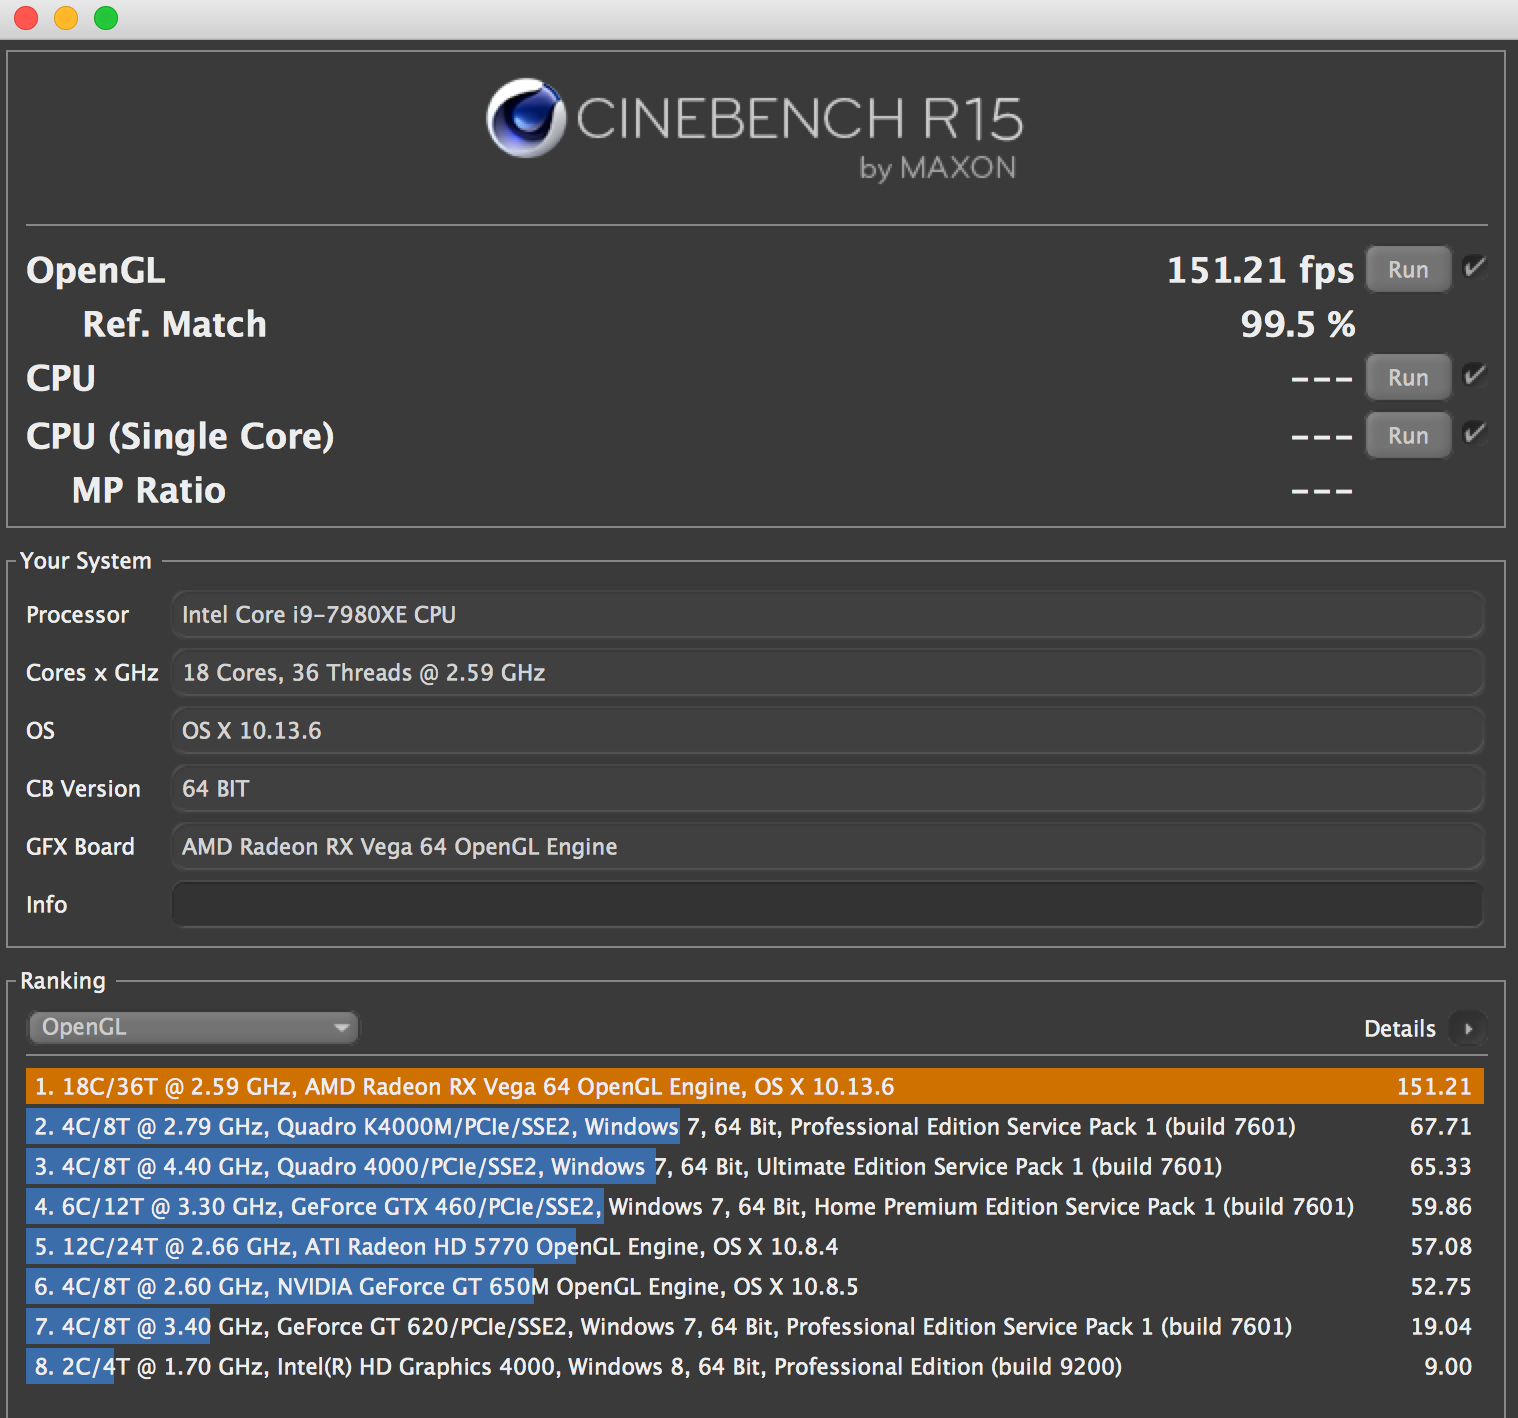 CINEBENCH R15
by MAXON
OpenGL 151.21 fps Run
Ref. Match 99.5 %
CPU --- Run
CPU (Single Core) --- Run
MP Ratio ---
Your System
Processor Intel Core i9-7980XE CPU
Cores x GHz 18 Cores, 36 Threads @ 2.59 GHz
OS OS X 10.13.6
CB Version 64 BIT
GFX Board AMD Radeon RX Vega 64 OpenGL Engine
Info
Ranking
OpenGL Details
1. 18C/36T @ 2.59 GHz, AMD Radeon RX Vega 64 OpenGL Engine, OS X 10.13.6 151.21
2. 4C/8T @ 2.79 GHz, Quadro K4000M/PCIe/SSE2, Windows 7, 64 Bit, Professional Edition Service Pack 1 (build 7601) 67.71
3. 4C/8T @ 4.40 GHz, Quadro 4000/PCIe/SSE2, Windows 7, 64 Bit, Ultimate Edition Service Pack 1 (build 7601) 65.33
4. 6C/12T @ 3.30 GHz, GeForce GTX 460/PCIe/SSE2, Windows 7, 64 Bit, Home Premium Edition Service Pack 1 (build 7601) 59.86
5. 12C/24T @ 2.66 GHz, ATI Radeon HD 5770 OpenGL Engine, OS X 10.8.4 57.08
6. 4C/8T @ 2.60 GHz, NVIDIA GeForce GT 650M OpenGL Engine, OS X 10.8.5 52.75
7. 4C/8T @ 3.40 GHz, GeForce GT 620/PCIe/SSE2, Windows 7, 64 Bit, Professional Edition Service Pack 1 (build 7601) 19.04
8. 2C/4T @ 1.70 GHz, Intel(R) HD Graphics 4000, Windows 8, 64 Bit, Professional Edition (build 9200) 9.00